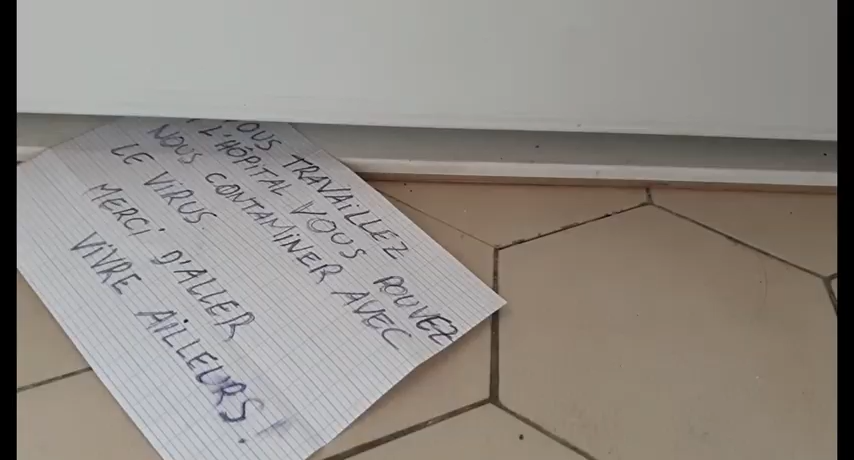 VOUS TRAVAILLEZ
À L'HÔPITAL VOUS POUVEZ
NOUS CONTAMINER AVEC
LE VIRUS.
MERCI D'ALLER
VIVRE AILLEURS !